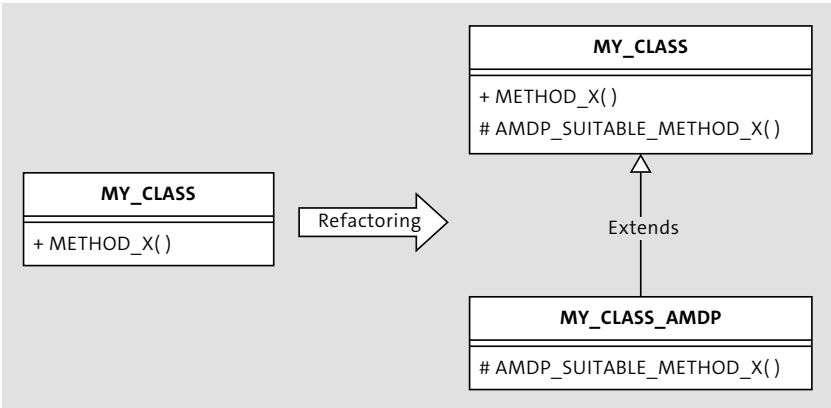 MY_CLASS
+ METHOD_X( )
Refactoring
MY_CLASS
+ METHOD_X( )
# AMDP_SUITABLE_METHOD_X( )
Extends
MY_CLASS_AMDP
# AMDP_SUITABLE_METHOD_X( )